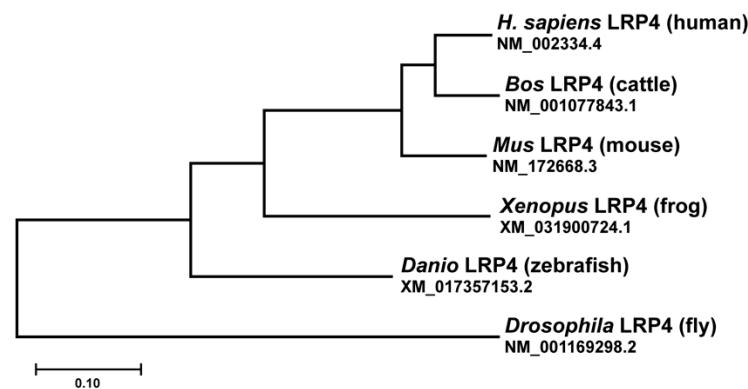 H. sapiens LRP4 (human)
NM_002334.4
Bos LRP4 (cattle)
NM_001077843.1
Mus LRP4 (mouse)
NM_172668.3
Xenopus LRP4 (frog)
XM_031900724.1
Danio LRP4 (zebrafish)
XM_017357153.2
Drosophila LRP4 (fly)
NM_001169298.2
0.10